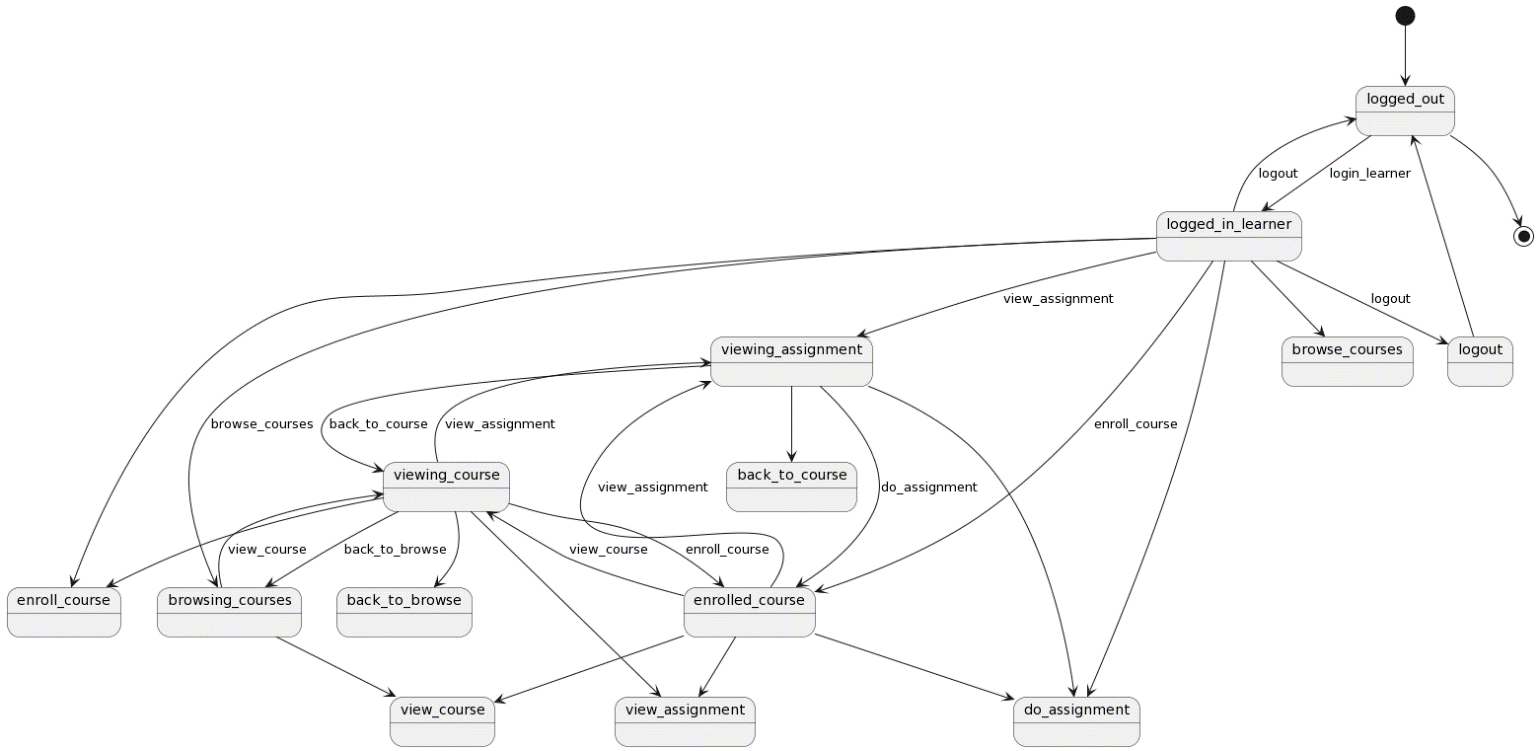 logged_out
logout
login_learner
logged_in_learner
view_assignment
logout
viewing_assignment
browse_courses
logout
browse_courses
back_to_course
view_assignment
enroll_course
viewing_course
back_to_course
view_assignment
do_assignment
view_course
back_to_browse
view_course
enroll_course
enroll_course
browsing_courses
back_to_browse
enrolled_course
view_course
view_assignment
do_assignment